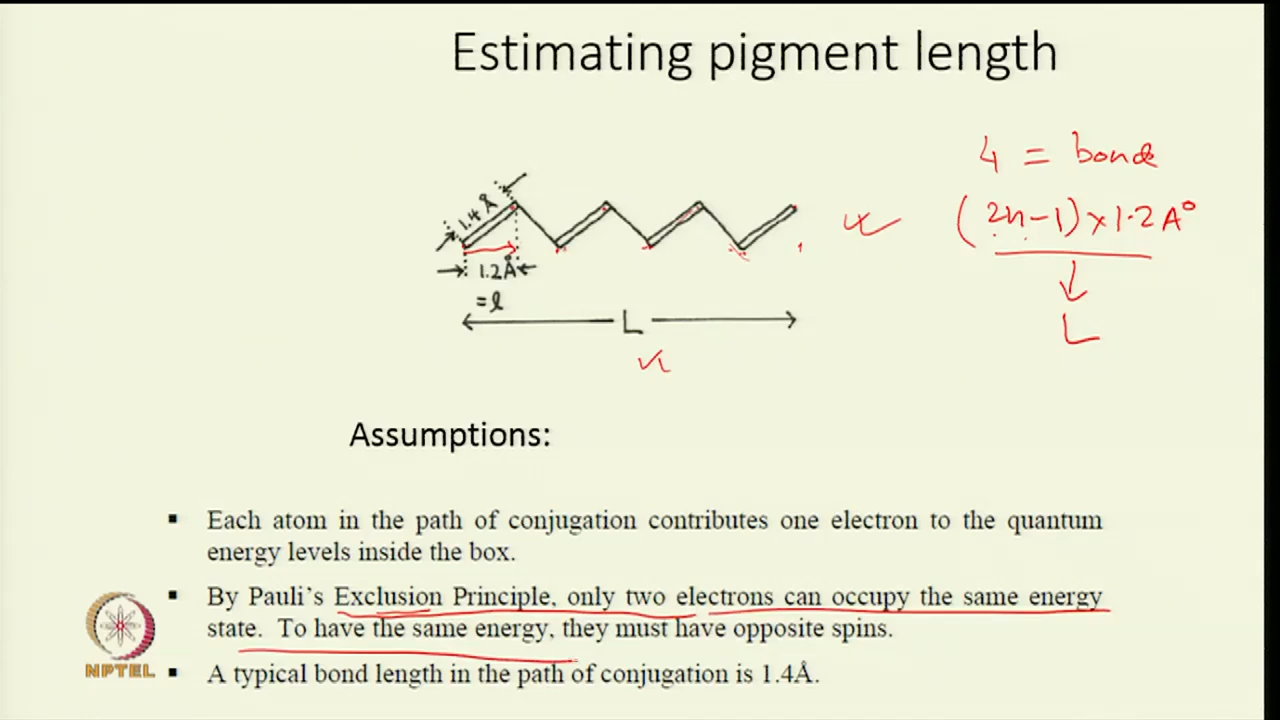 Estimating pigment length
4 = bonds
1.4 Å
(2n-1) × 1.2 A°
1.2 Å
= l
L
L
Assumptions:
▪ Each atom in the path of conjugation contributes one electron to the quantum
energy levels inside the box.
▪ By Pauli's Exclusion Principle, only two electrons can occupy the same energy
state. To have the same energy, they must have opposite spins.
▪ A typical bond length in the path of conjugation is 1.4Å.
NPTEL